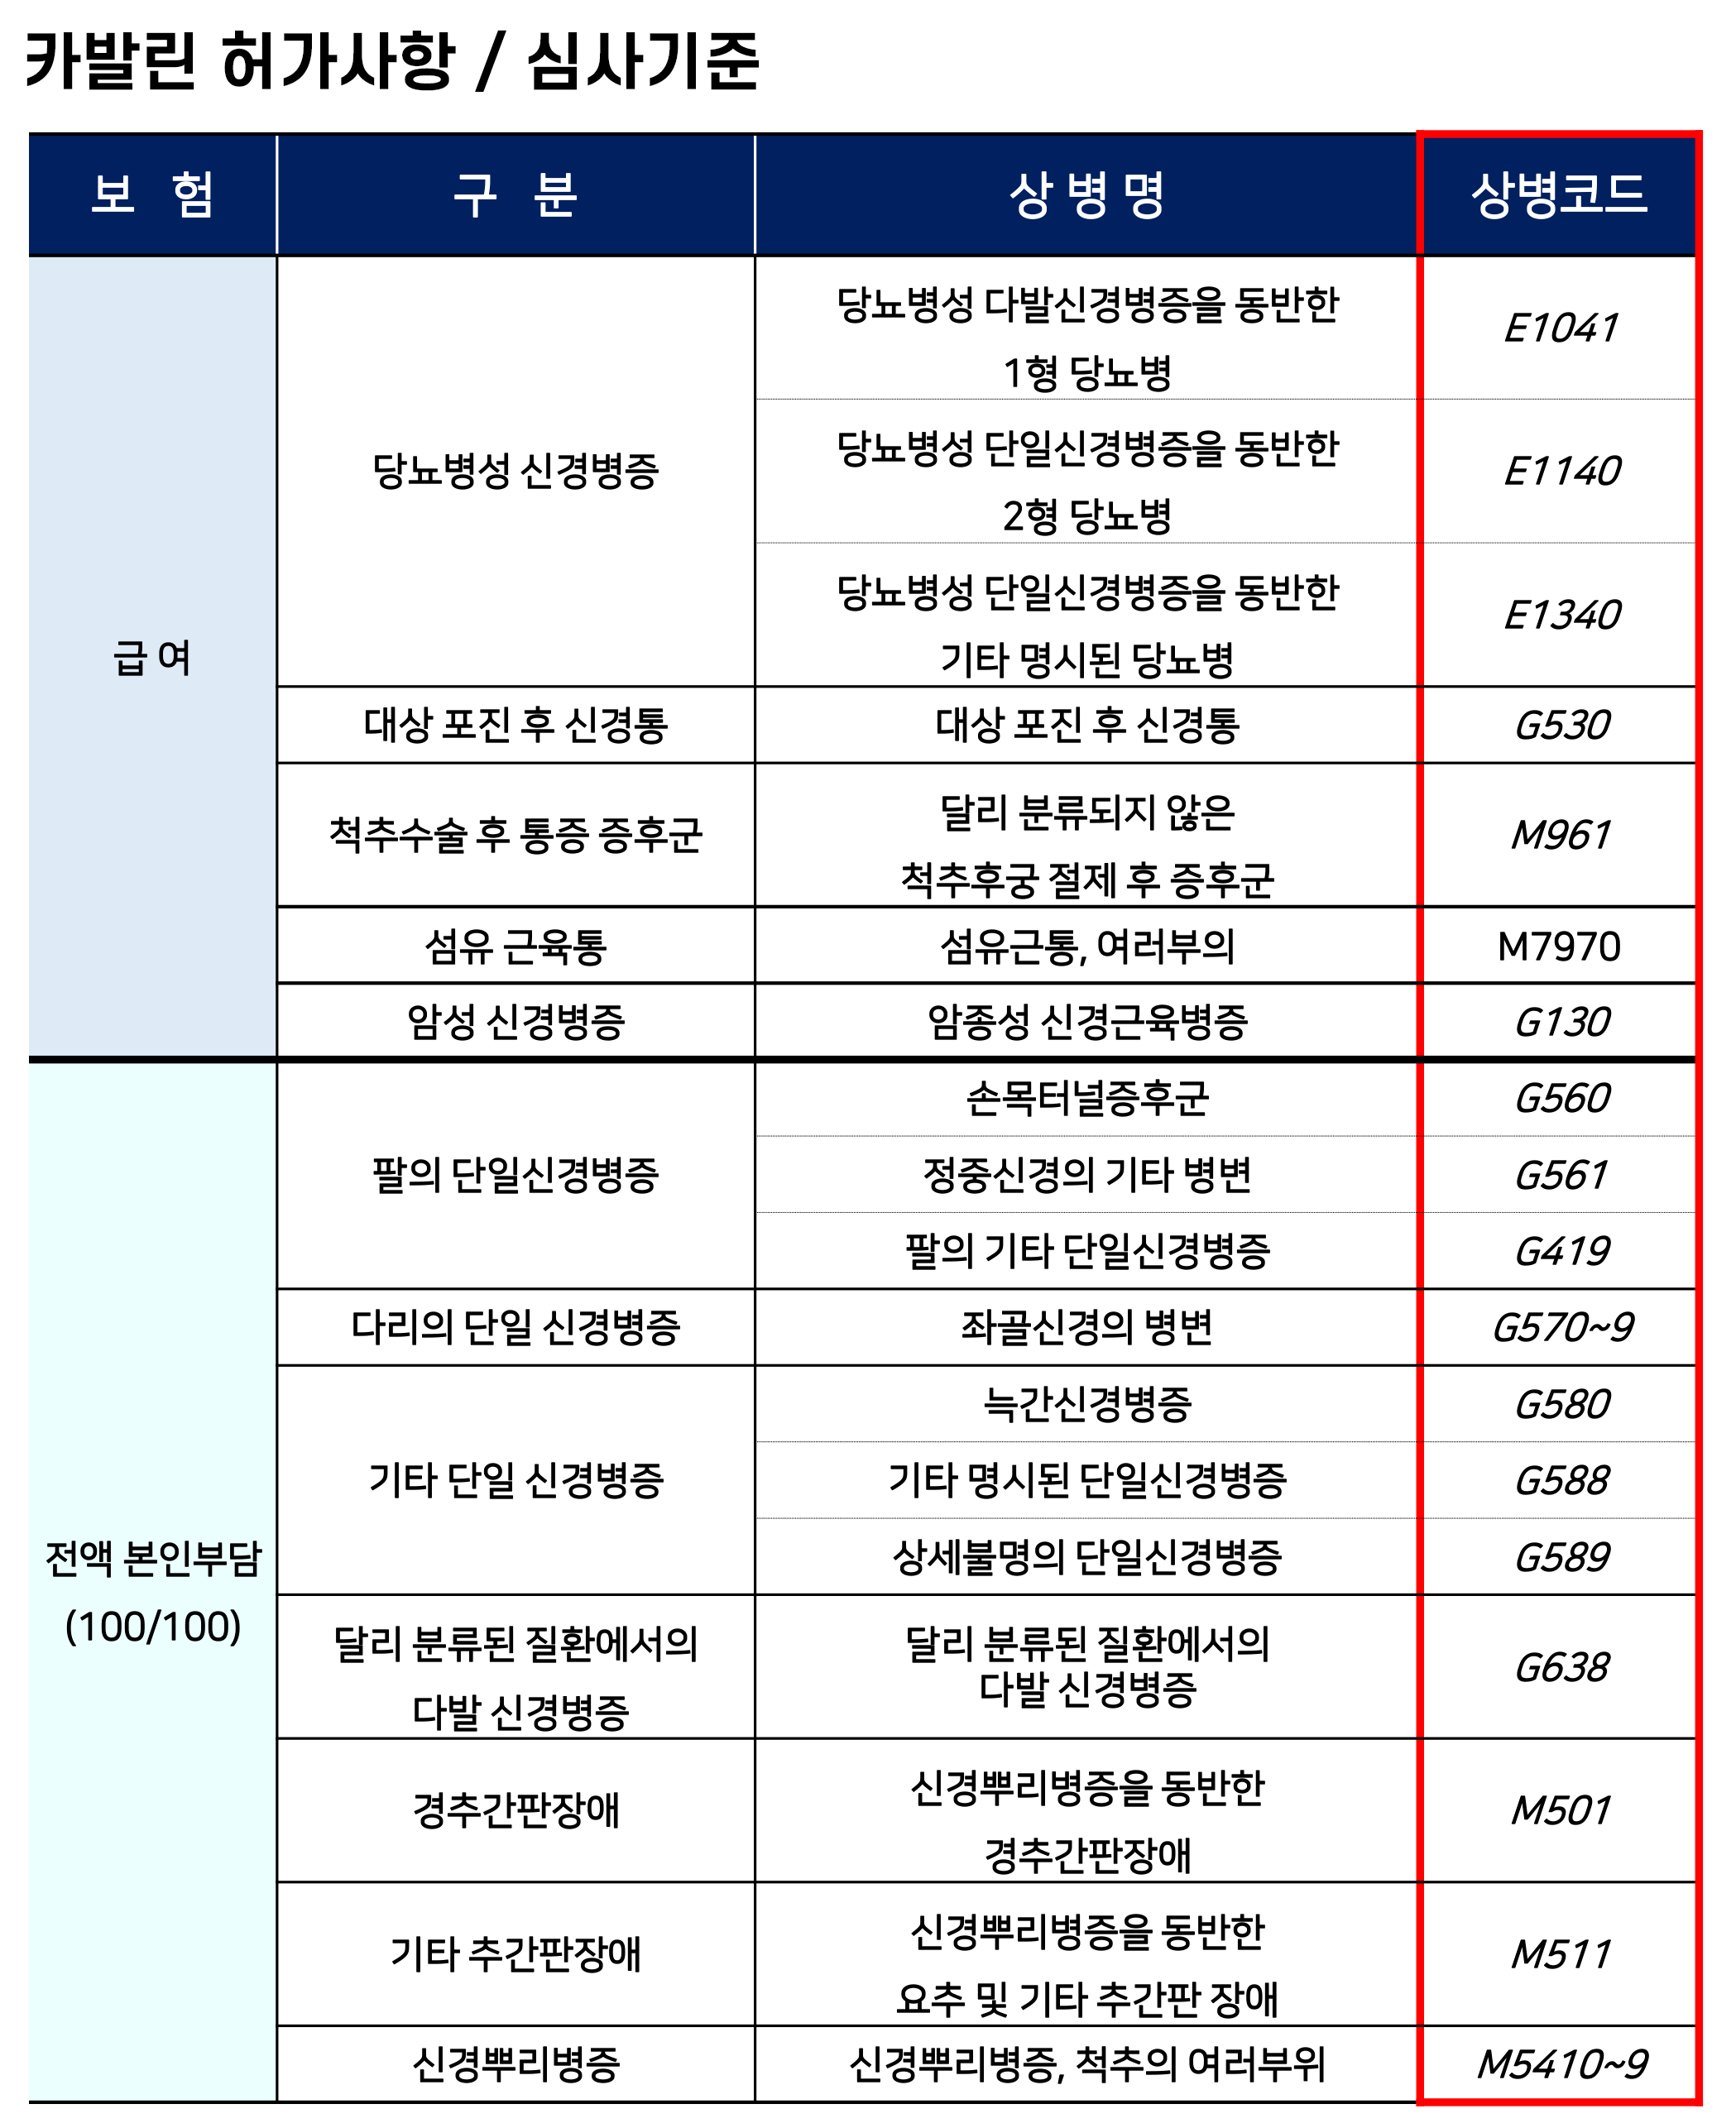 카발린 허가사항 / 심사기준
보 험 구 분 상 병 명 상병코드
급 여
당뇨병성 신경병증
당뇨병성 다발신경병증을 동반한
1형 당뇨병
E1041
당뇨병성 단일신경병증을 동반한
2형 당뇨병
E1140
당뇨병성 단일신경병증을 동반한
기타 명시된 당뇨병
E1340
대상 포진 후 신경통 대상 포진 후 신경통 G530
척추수술 후 통증 증후군
달리 분류되지 않은
척추후궁 절제 후 증후군
M961
섬유 근육통 섬유근통, 여러부의 M7970
암성 신경병증 암종성 신경근육병증 G130
전액 본인부담
(100/100)
팔의 단일신경병증
손목터널증후군 G560
정중신경의 기타 병변 G561
팔의 기타 단일신경병증 G419
다리의 단일 신경병증 좌골신경의 병변 G570~9
기타 단일 신경병증
늑간신경병증 G580
기타 명시된 단일신경병증 G588
상세불명의 단일신경병증 G589
달리 분류된 질환에서의
다발 신경병증
달리 분류된 질환에서의
다발 신경병증
G638
경추간판장애
신경뿌리병증을 동반한
경추간판장애
M501
기타 추간판장애
신경뿌리병증을 동반한
요추 및 기타 추간판 장애
M511
신경뿌리병증 신경뿌리병증, 척추의 여러부위 M5410~9